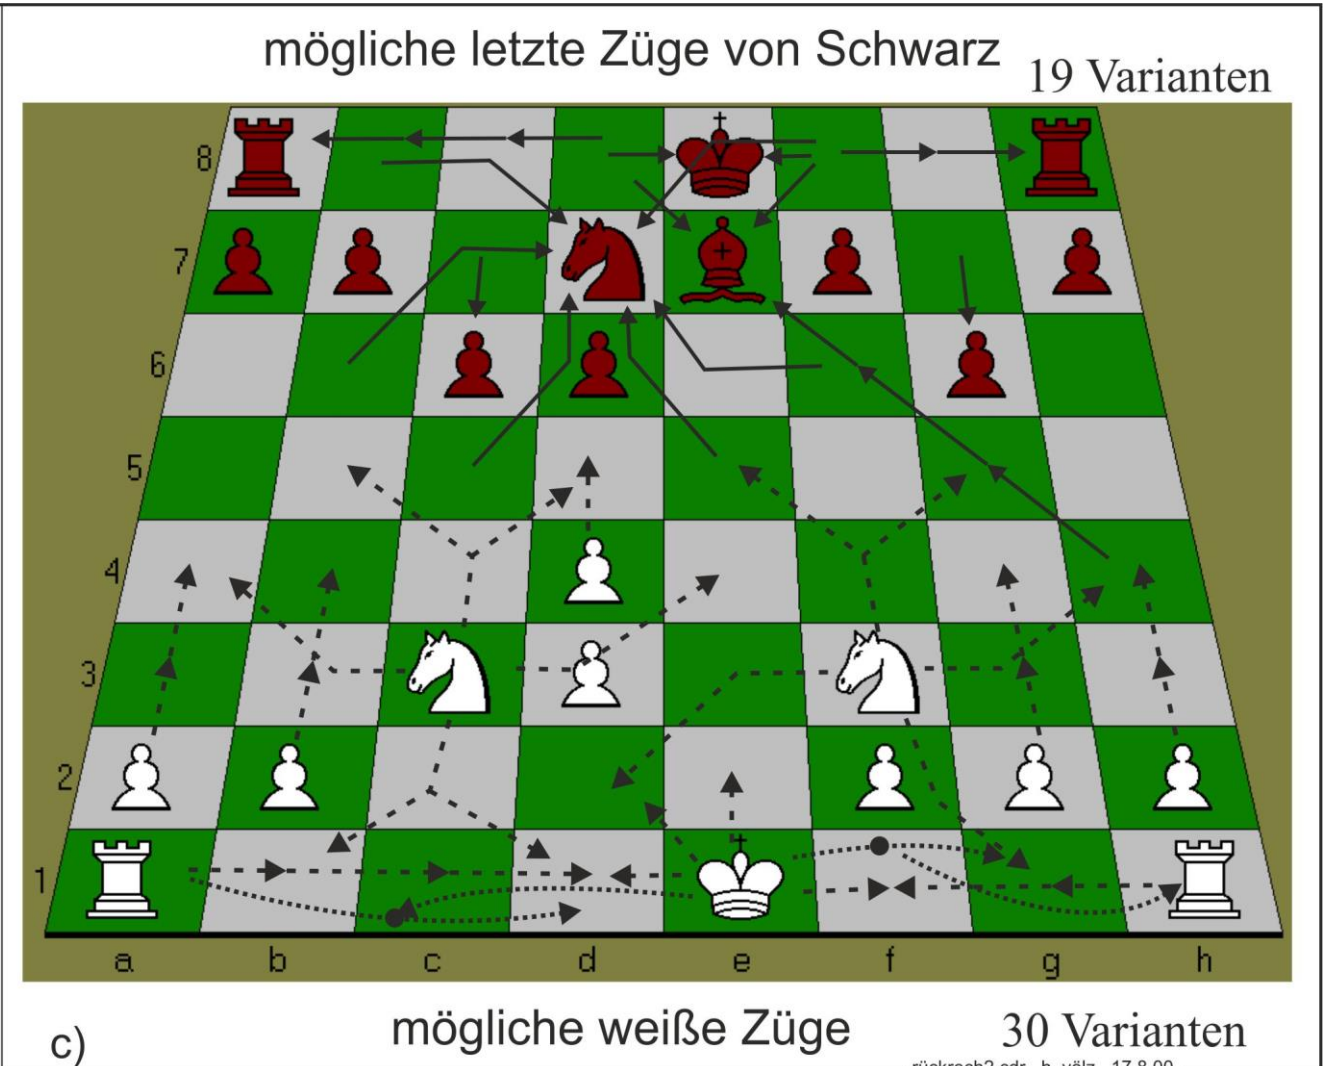 mögliche letzte Züge von Schwarz
19 Varianten
8
7
6
5
4
3
2
1
a b c d e f g h
c)
mögliche weiße Züge
30 Varianten